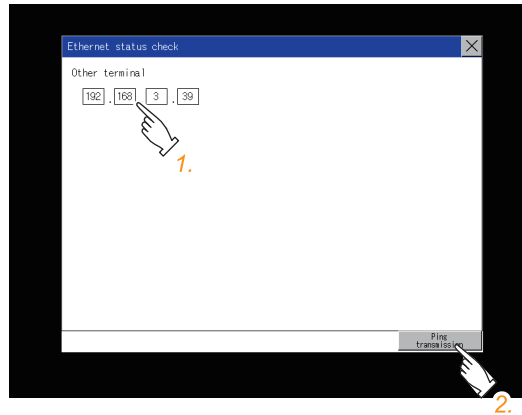 Ethernet status check
Other terminal
192 . 168 . 3 . 39
1.
Ping
transmission
2.